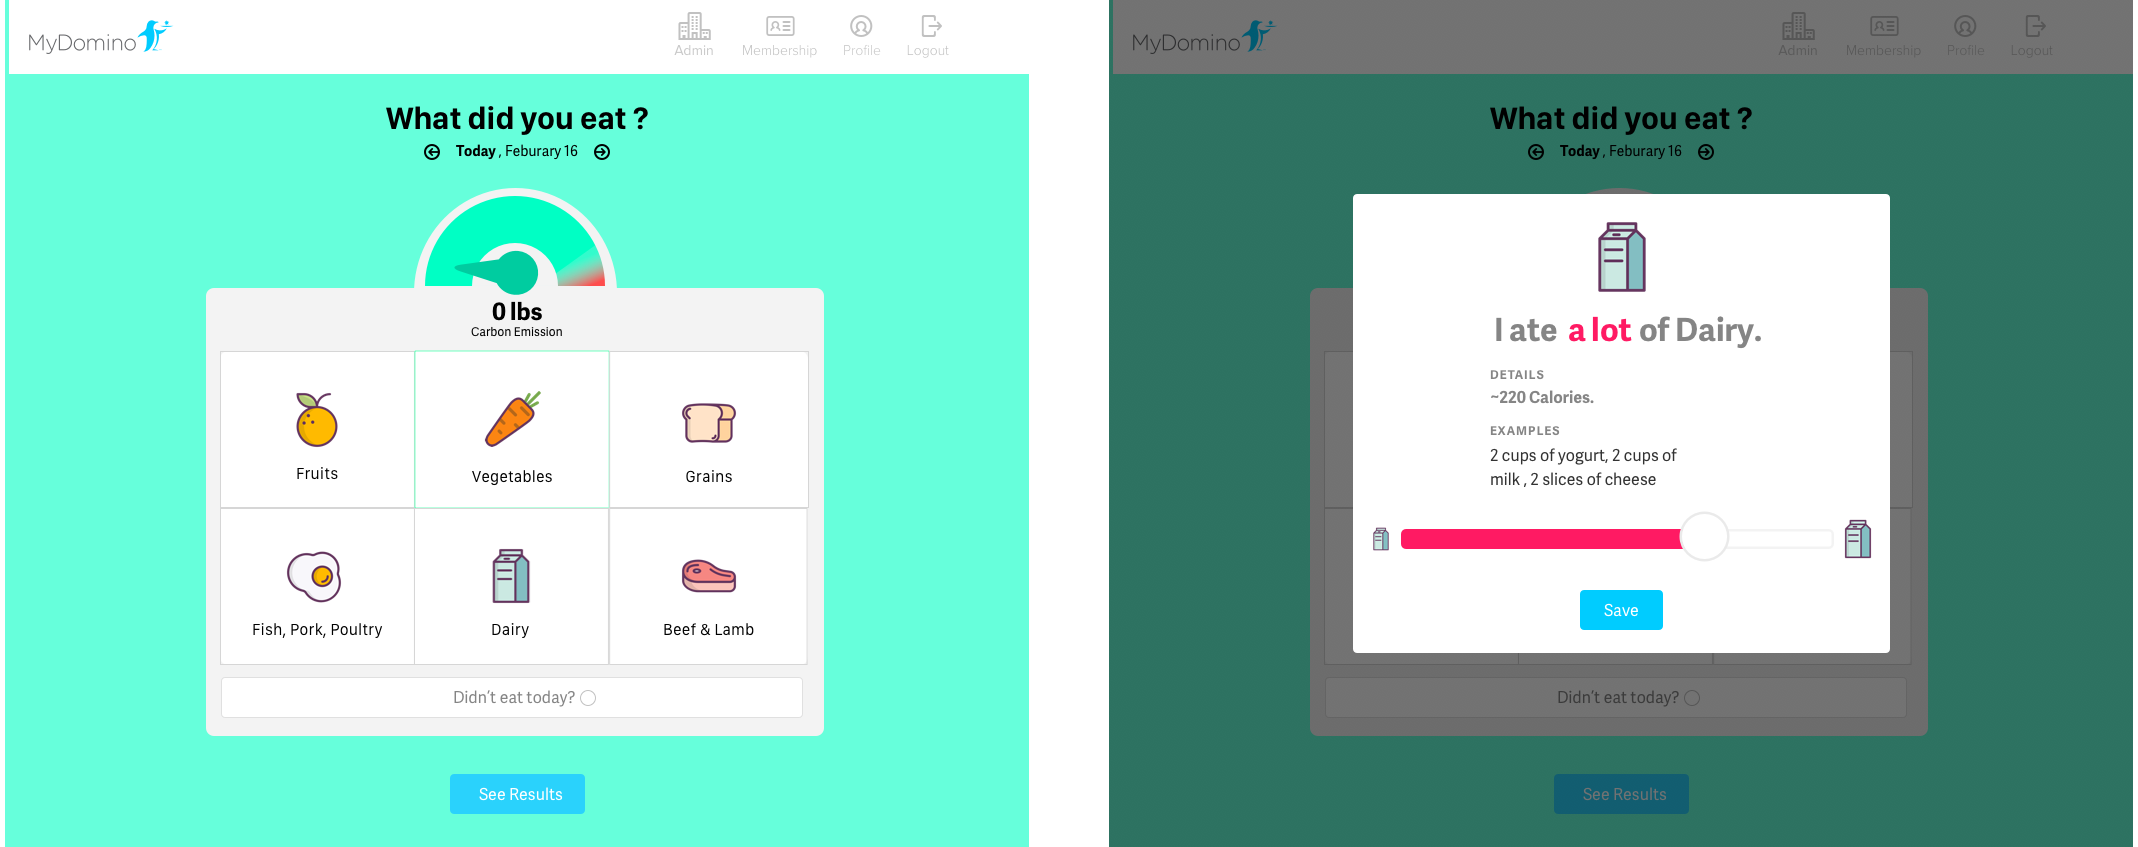 MyDomino
Admin
Membership
Profile
Logout
What did you eat ?
Today , Feburary 16
0 lbs
Carbon Emission
Fruits
Vegetables
Grains
Fish, Pork, Poultry
Dairy
Beef & Lamb
Didn't eat today?
See Results
MyDomino
Admin
Membership
Profile
Logout
What did you eat ?
Today , Feburary 16
I ate a lot of Dairy.
DETAILS
~220 Calories.
EXAMPLES
2 cups of yogurt, 2 cups of
milk , 2 slices of cheese
Save
Didn't eat today?
See Results